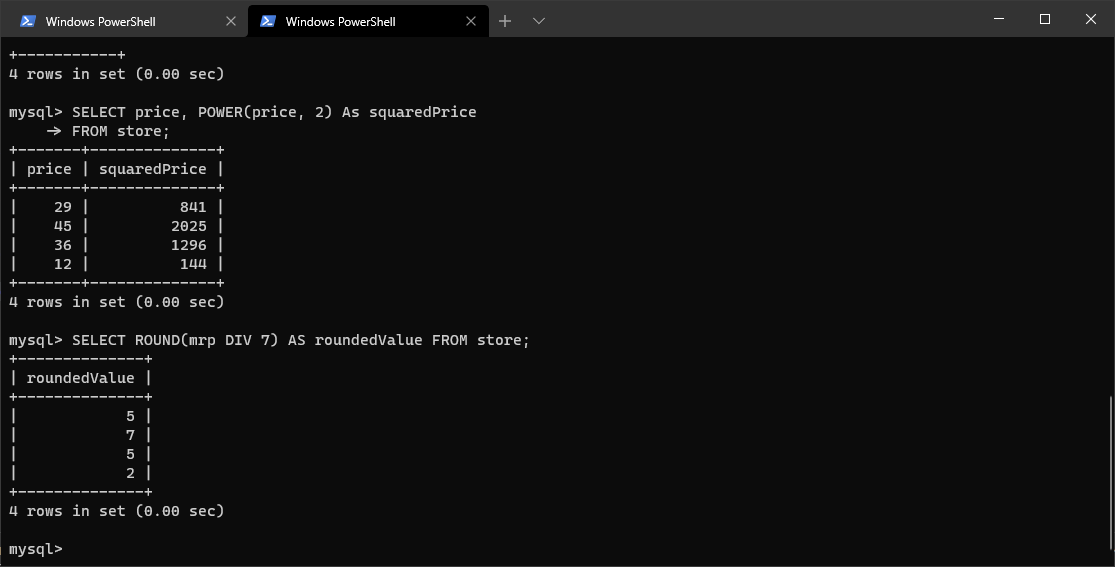 Windows PowerShell
Windows PowerShell
+-----------+
4 rows in set (0.00 sec)
mysql> SELECT price, POWER(price, 2) As squaredPrice
    -> FROM store;
+-------+--------------+
| price | squaredPrice |
+-------+--------------+
|    29 |          841 |
|    45 |         2025 |
|    36 |         1296 |
|    12 |          144 |
+-------+--------------+
4 rows in set (0.00 sec)
mysql> SELECT ROUND(mrp DIV 7) AS roundedValue FROM store;
+--------------+
| roundedValue |
+--------------+
|            5 |
|            7 |
|            5 |
|            2 |
+--------------+
4 rows in set (0.00 sec)
mysql>